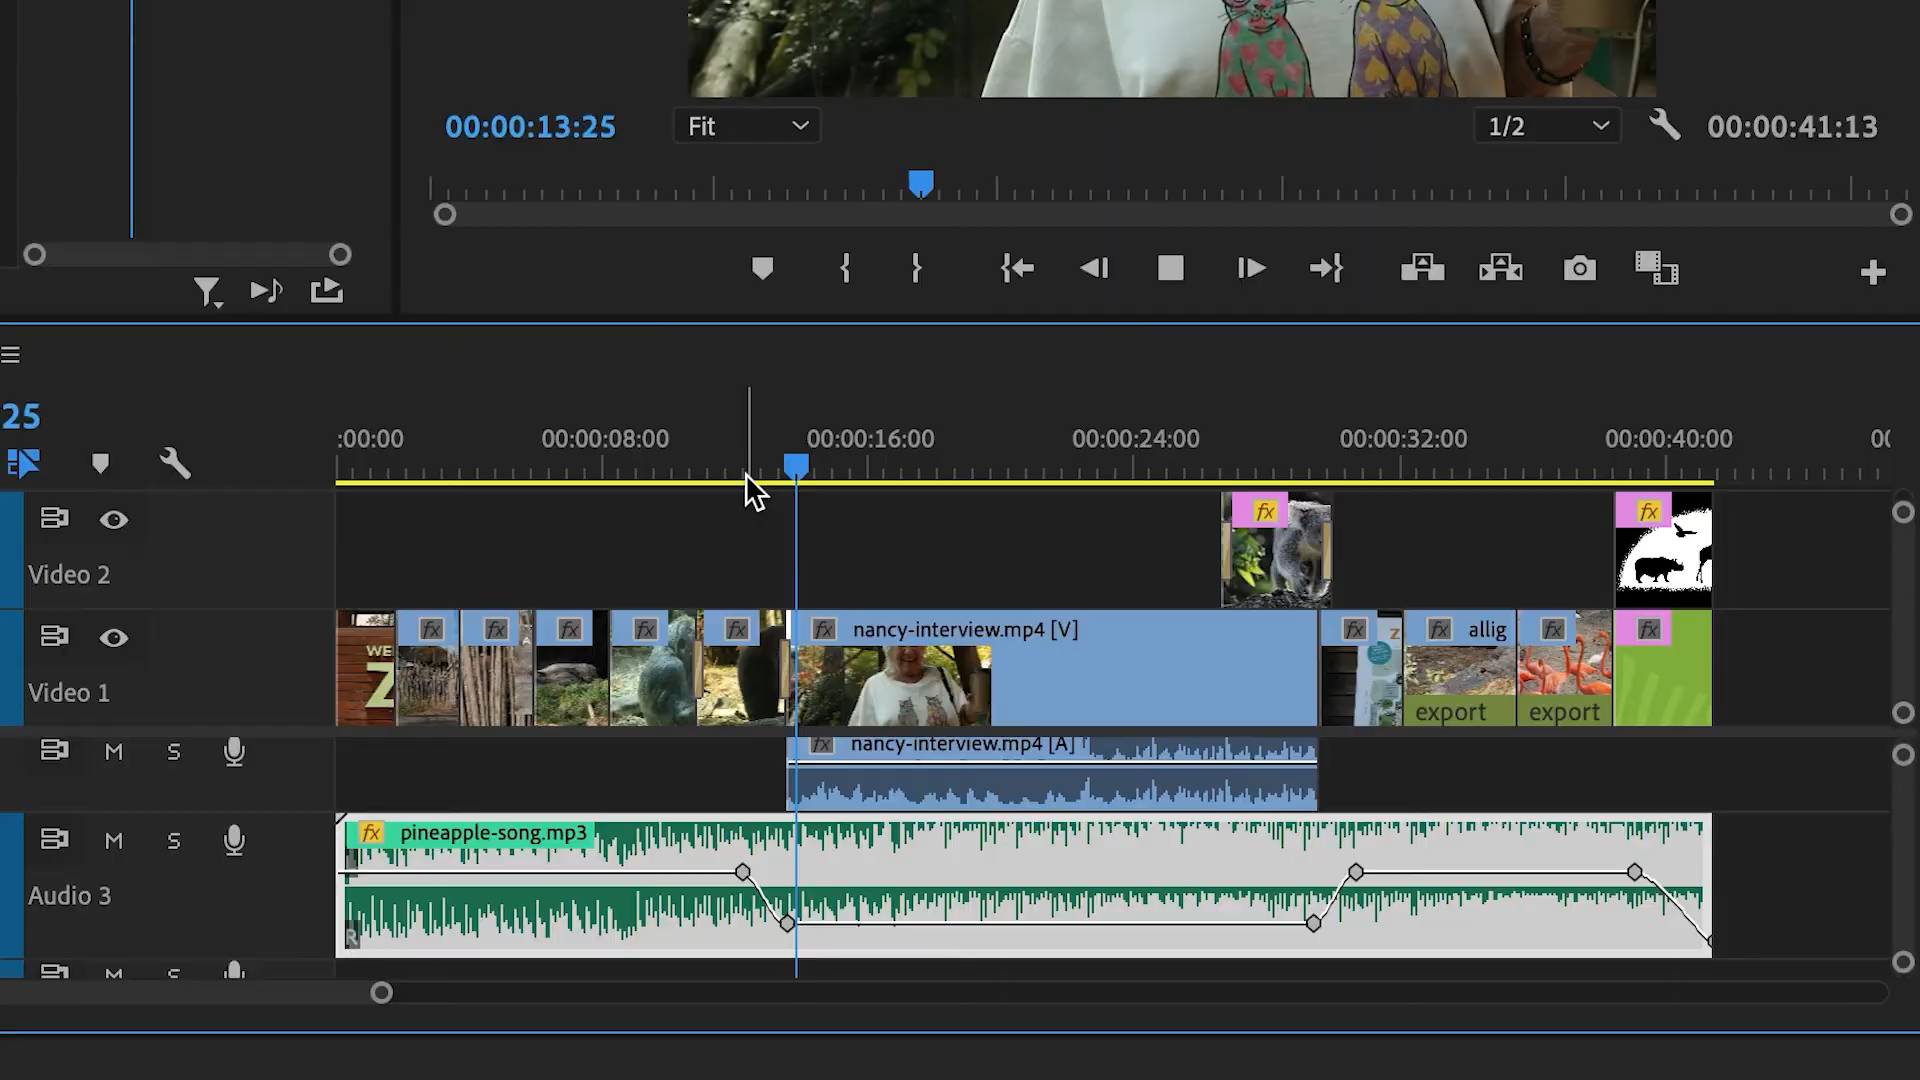 00:00:13:25
Fit
1/2
00:00:41:13
25
:00:00
00:00:08:00
00:00:16:00
00:00:24:00
00:00:32:00
00:00:40:00
fx
fx
Video 2
fx
fx
fx
fx
fx
fx
nancy-interview.mp4 [V]
fx
fx
allig
fx
fx
WE
Z
Z
Video 1
export
export
M
S
fx
nancy-interview.mp4 [A]
M
S
fx
pineapple-song.mp3
Audio 3
R
M
S